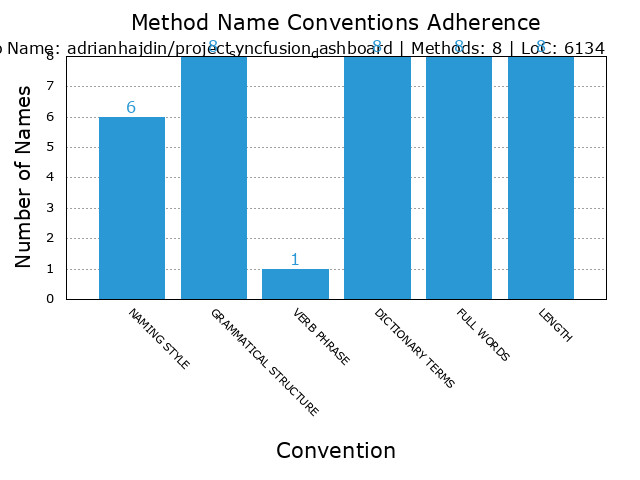 Method Name Conventions Adherence
o Name: adrianhajdin/projectsyncfusiondashboard | Methods: 8 | LoC: 6134
Number of Names
8
7
6
5
4
3
2
1
0
6
8
1
8
8
8
NAMING STYLE
GRAMMATICAL STRUCTURE
VERB PHRASE
DICTIONARY TERMS
FULL WORDS
LENGTH
Convention